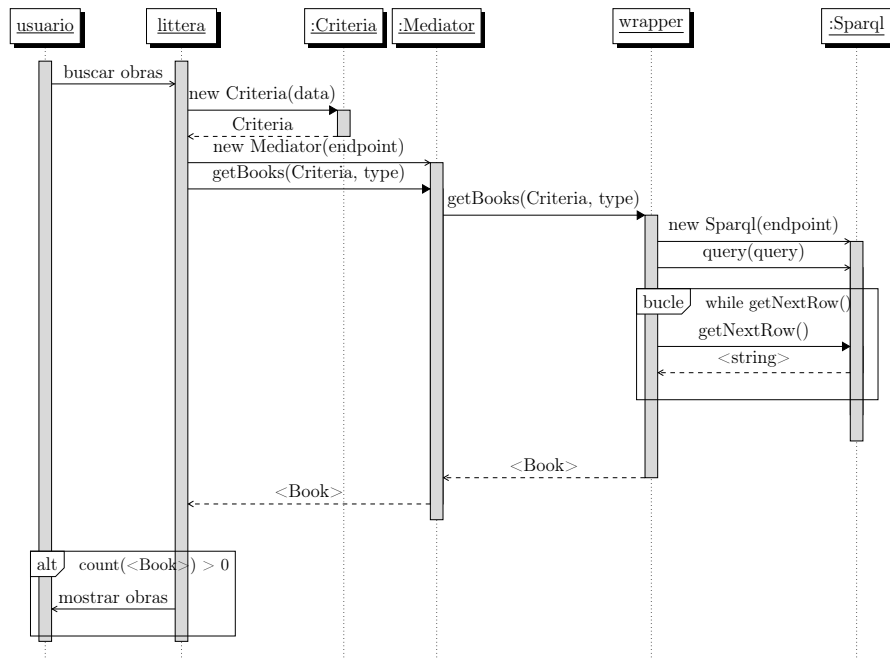 usuario
littera
:Criteria
:Mediator
wrapper
:Sparql
buscar obras
new Criteria(data)
Criteria
new Mediator(endpoint)
getBooks(Criteria, type)
getBooks(Criteria, type)
new Sparql(endpoint)
query(query)
bucle while getNextRow()
getNextRow()
<string>
<Book>
<Book>
alt count(<Book>) > 0
mostrar obras